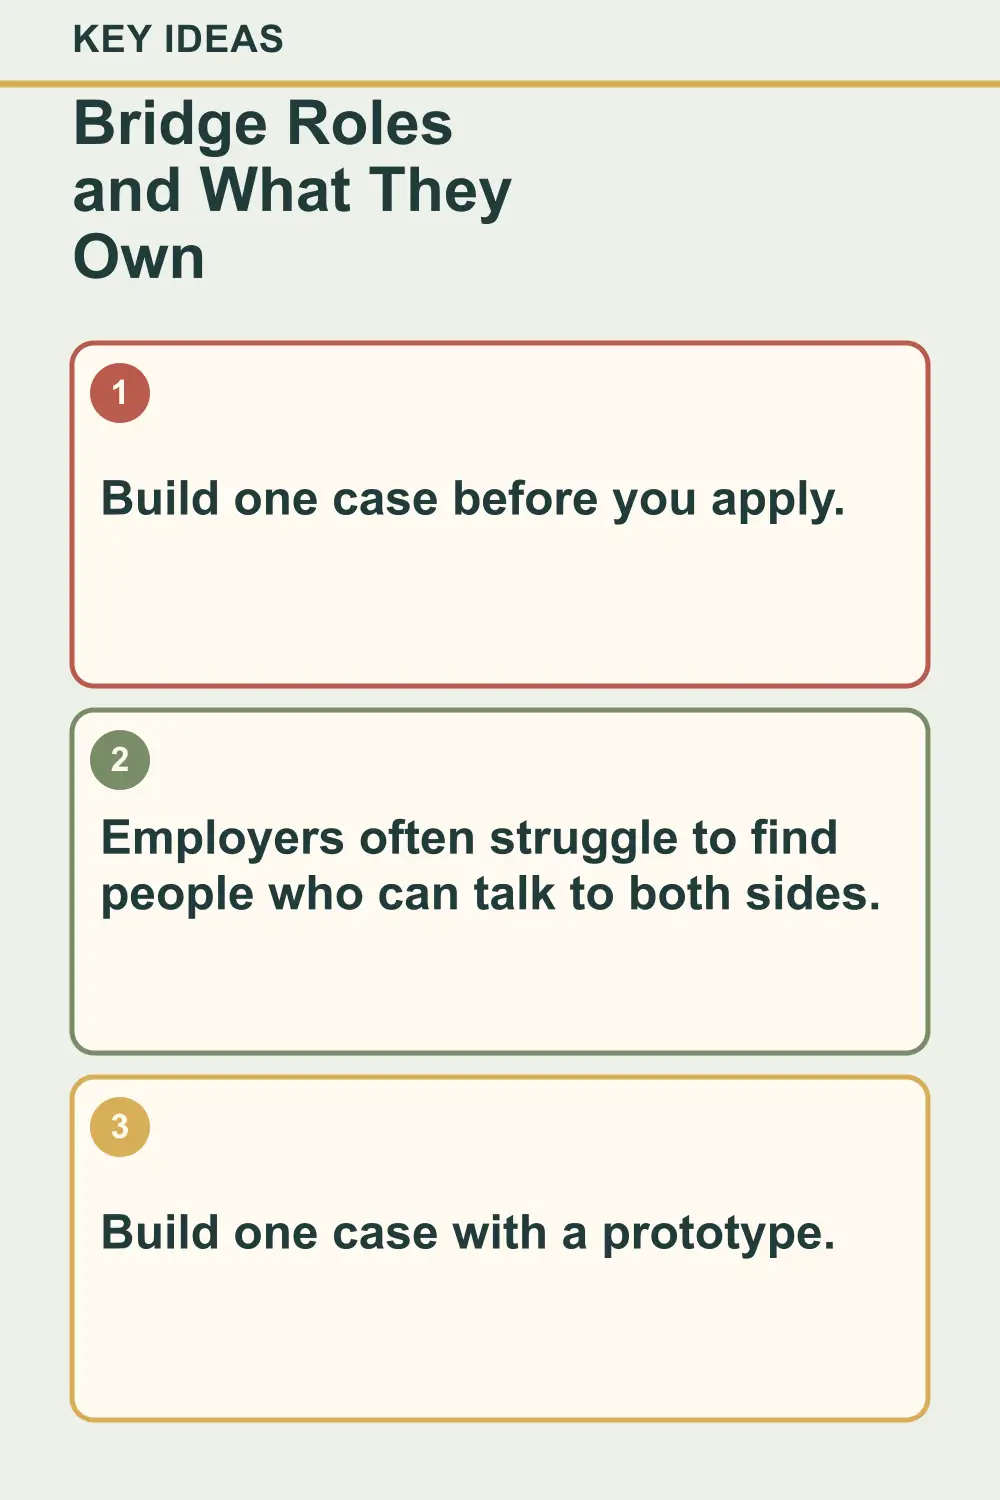 KEY IDEAS
Bridge Roles
and What They
Own
1
Build one case before you apply.
2
Employers often struggle to find
people who can talk to both sides.
3
Build one case with a prototype.